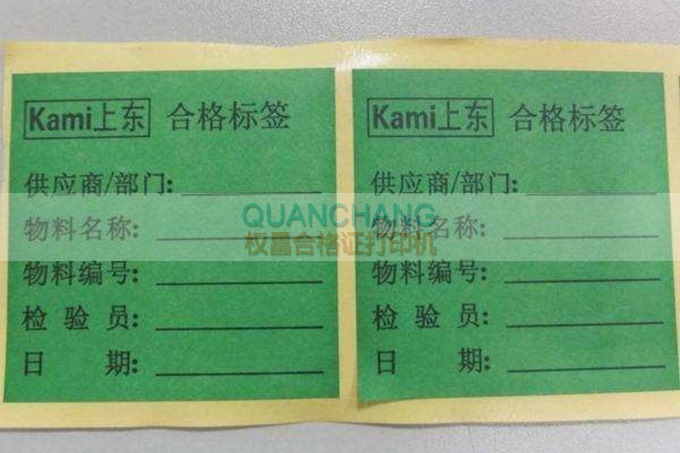 Kami上东 合格标签
供应商/部门:
物料名称:
物料编号:
检验员:
日期:
Kami上东 合格标签
供应商/部门:
物料名称:
物料编号:
检验员:
日期:
QUANCHANG
权昌合格证打印机